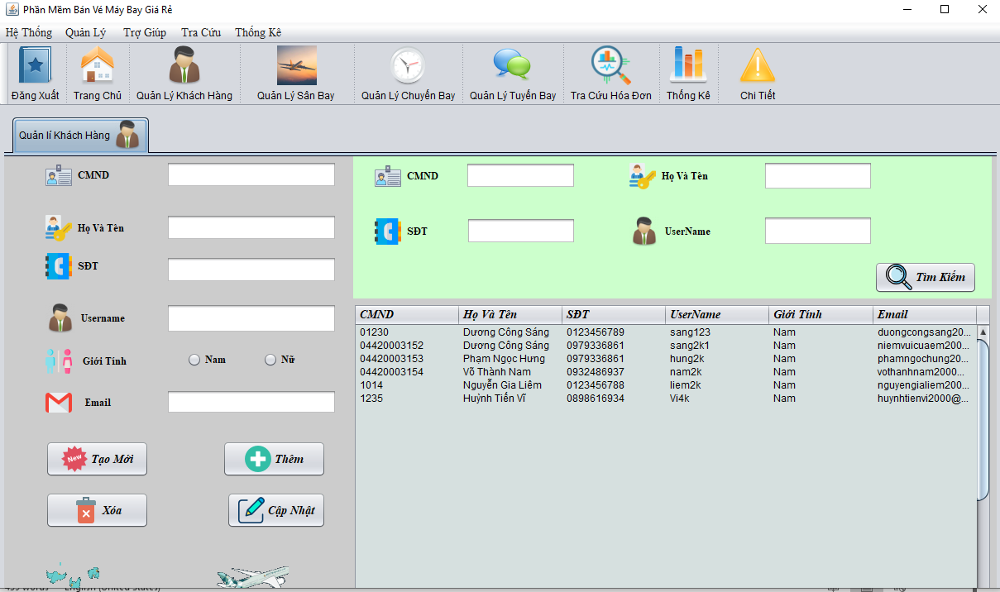 Phần Mềm Bán Vé Máy Bay Giá Rẻ
Hệ Thống Quản Lý Trợ Giúp Tra Cứu Thống Kê
Đăng Xuất Trang Chủ Quản Lý Khách Hàng Quản Lý Sân Bay Quản Lý Chuyến Bay Quản Lý Tuyến Bay Tra Cứu Hóa Đơn Thống Kê Chi Tiết
Quản lí Khách Hàng
CMND
Họ Và Tên
SĐT
Username
Giới Tính Nam Nữ
Email
New Tạo Mới Thêm
Xóa Cập Nhật
CMND Họ Và Tên
SĐT UserName
Tìm Kiếm
CMND Họ Và Tên SĐT UserName Giới Tính Email
01230 Dương Công Sáng 0123456789 sang123 Nam duongcongsang20...
04420003152 Dương Công Sáng 0979336861 sang2k1 Nam niemvuicuaem200...
04420003153 Phạm Ngọc Hưng 0979336861 hung2k Nam phamngochung20...
04420003154 Võ Thành Nam 0932486937 nam2k Nam vothanhnam2000...
1014 Nguyễn Gia Liêm 0123456788 liem2k Nam nguyengialiem200...
1235 Huỳnh Tiến Vĩ 0898616934 Vi4k Nam huynhtienvi2000@...
words English (United States)